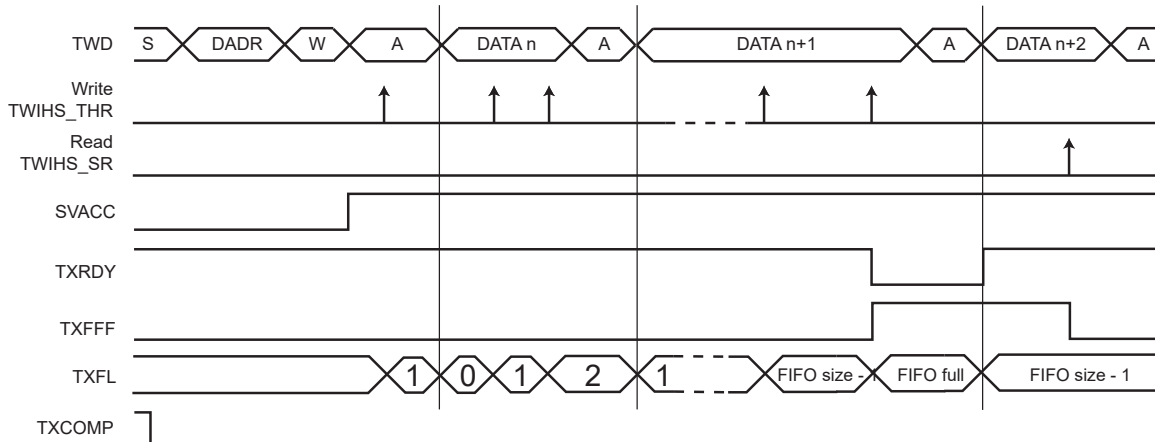 TWD S DADR W A DATA n A DATA n+1 A DATA n+2 A
Write
TWIHS_THR
Read
TWIHS_SR
SVACC
TXRDY
TXFFF
TXFL 1 0 1 2 1 FIFO size - 1 FIFO full FIFO size - 1
TXCOMP